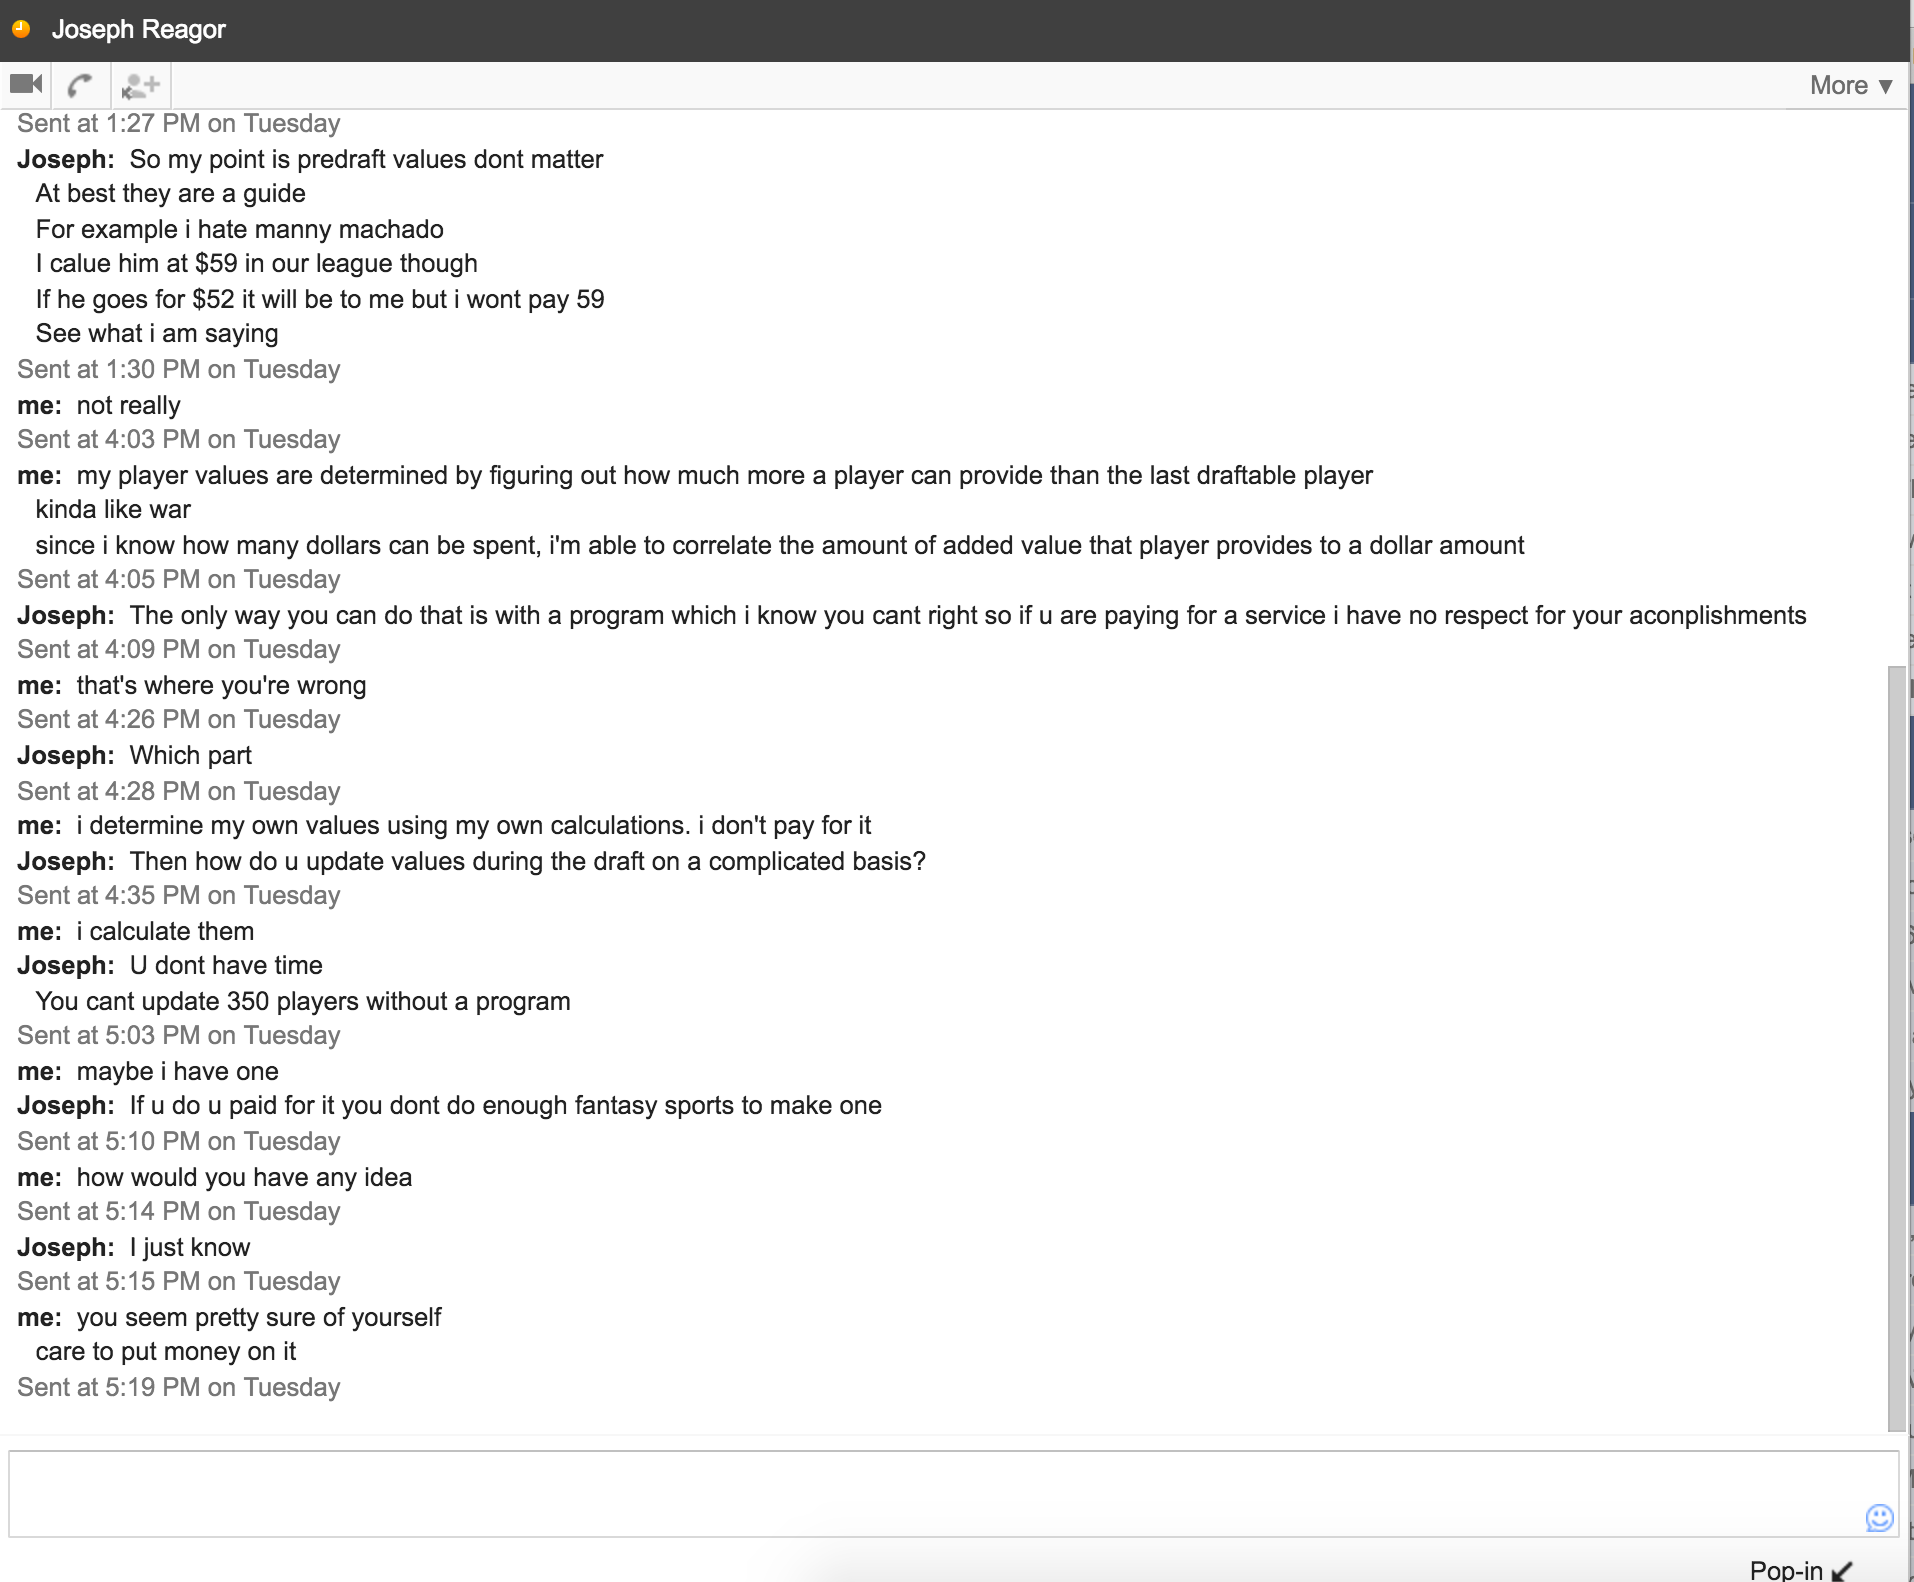 Joseph Reagor
More ▼
Sent at 1:27 PM on Tuesday
Joseph: So my point is predraft values dont matter
At best they are a guide
For example i hate manny machado
I calue him at $59 in our league though
If he goes for $52 it will be to me but i wont pay 59
See what i am saying
Sent at 1:30 PM on Tuesday
me: not really
Sent at 4:03 PM on Tuesday
me: my player values are determined by figuring out how much more a player can provide than the last draftable player
kinda like war
since i know how many dollars can be spent, i'm able to correlate the amount of added value that player provides to a dollar amount
Sent at 4:05 PM on Tuesday
Joseph: The only way you can do that is with a program which i know you cant right so if u are paying for a service i have no respect for your aconplishments
Sent at 4:09 PM on Tuesday
me: that's where you're wrong
Sent at 4:26 PM on Tuesday
Joseph: Which part
Sent at 4:28 PM on Tuesday
me: i determine my own values using my own calculations. i don't pay for it
Joseph: Then how do u update values during the draft on a complicated basis?
Sent at 4:35 PM on Tuesday
me: i calculate them
Joseph: U dont have time
You cant update 350 players without a program
Sent at 5:03 PM on Tuesday
me: maybe i have one
Joseph: If u do u paid for it you dont do enough fantasy sports to make one
Sent at 5:10 PM on Tuesday
me: how would you have any idea
Sent at 5:14 PM on Tuesday
Joseph: I just know
Sent at 5:15 PM on Tuesday
me: you seem pretty sure of yourself
care to put money on it
Sent at 5:19 PM on Tuesday
Pop-in